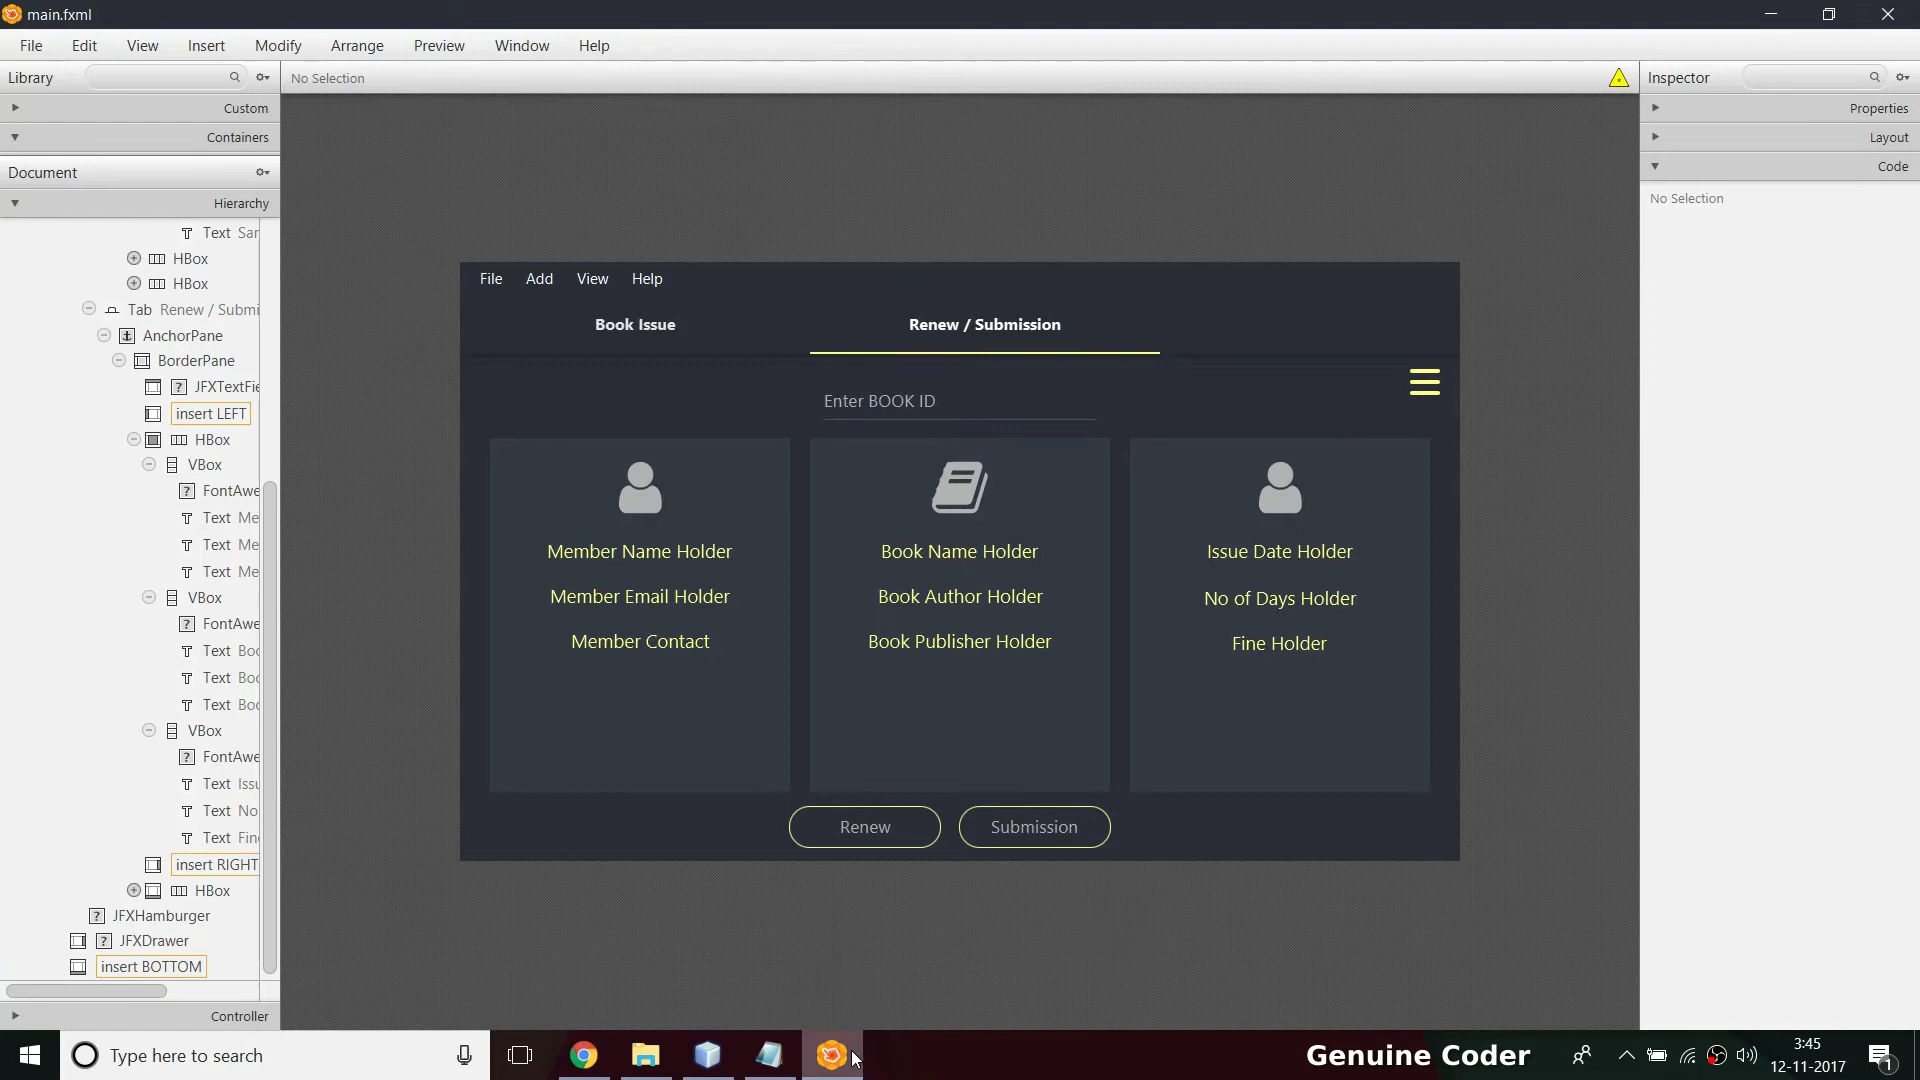 main.fxml
File Edit View Insert Modify Arrange Preview Window Help
Library
No Selection
Inspector
Custom
Containers
Properties
Layout
Code
No Selection
Document
Hierarchy
Text Sar
HBox
HBox
Tab Renew / Submi
AnchorPane
BorderPane
? JFXTextFie
insert LEFT
HBox
VBox
? FontAwe
Text Me
Text Me
Text Me
VBox
? FontAwe
Text Boo
Text Boo
Text Boo
VBox
? FontAwe
Text Issu
Text No
Text Fine
insert RIGHT
HBox
? JFXHamburger
? JFXDrawer
insert BOTTOM
Controller
File Add View Help
Book Issue Renew / Submission
Enter BOOK ID
Member Name Holder
Member Email Holder
Member Contact
Book Name Holder
Book Author Holder
Book Publisher Holder
Issue Date Holder
No of Days Holder
Fine Holder
Renew Submission
Type here to search
Genuine Coder
3:45
12-11-2017
1